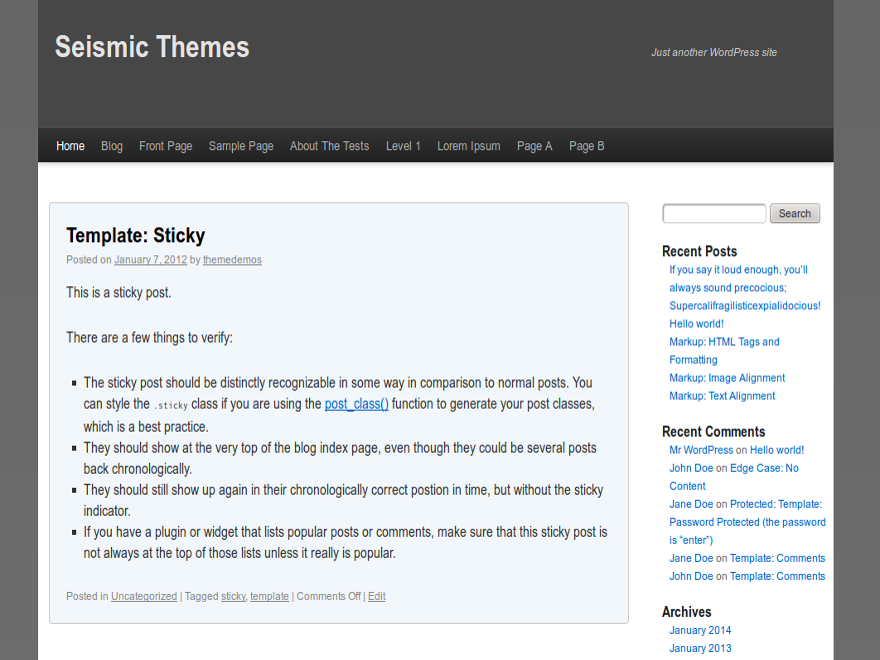 Seismic Themes
Just another WordPress site
Home Blog Front Page Sample Page About The Tests Level 1 Lorem Ipsum Page A Page B
Template: Sticky
Posted on January 7, 2012 by themedemos
This is a sticky post.
There are a few things to verify:
The sticky post should be distinctly recognizable in some way in comparison to normal posts. You
can style the .sticky class if you are using the post_class() function to generate your post classes,
which is a best practice.
They should show at the very top of the blog index page, even though they could be several posts
back chronologically.
They should still show up again in their chronologically correct postion in time, but without the sticky
indicator.
If you have a plugin or widget that lists popular posts or comments, make sure that this sticky post is
not always at the top of those lists unless it really is popular.
Posted in Uncategorized | Tagged sticky, template | Comments Off | Edit
Search
Recent Posts
If you say it loud enough, you’ll
always sound precocious;
Supercalifragilisticexpialidocious!
Hello world!
Markup: HTML Tags and
Formatting
Markup: Image Alignment
Markup: Text Alignment
Recent Comments
Mr WordPress on Hello world!
John Doe on Edge Case: No
Content
Jane Doe on Protected: Template:
Password Protected (the password
is “enter”)
Jane Doe on Template: Comments
John Doe on Template: Comments
Archives
January 2014
January 2013